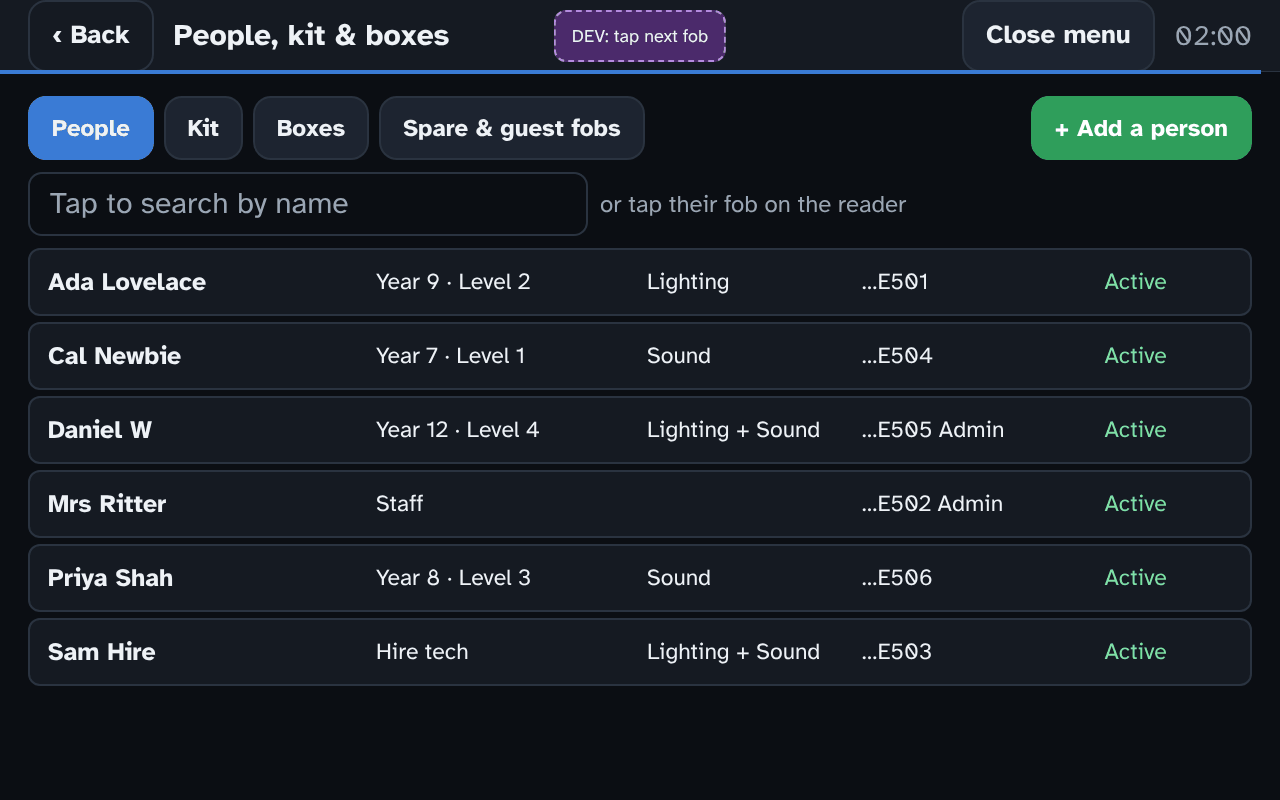 ‹ Back People, kit & boxes DEV: tap next fob Close menu 02:00
People Kit Boxes Spare & guest fobs + Add a person
Tap to search by name or tap their fob on the reader
Ada Lovelace Year 9 · Level 2 Lighting …E501 Active
Cal Newbie Year 7 · Level 1 Sound …E504 Active
Daniel W Year 12 · Level 4 Lighting + Sound …E505 Admin Active
Mrs Ritter Staff …E502 Admin Active
Priya Shah Year 8 · Level 3 Sound …E506 Active
Sam Hire Hire tech Lighting + Sound …E503 Active